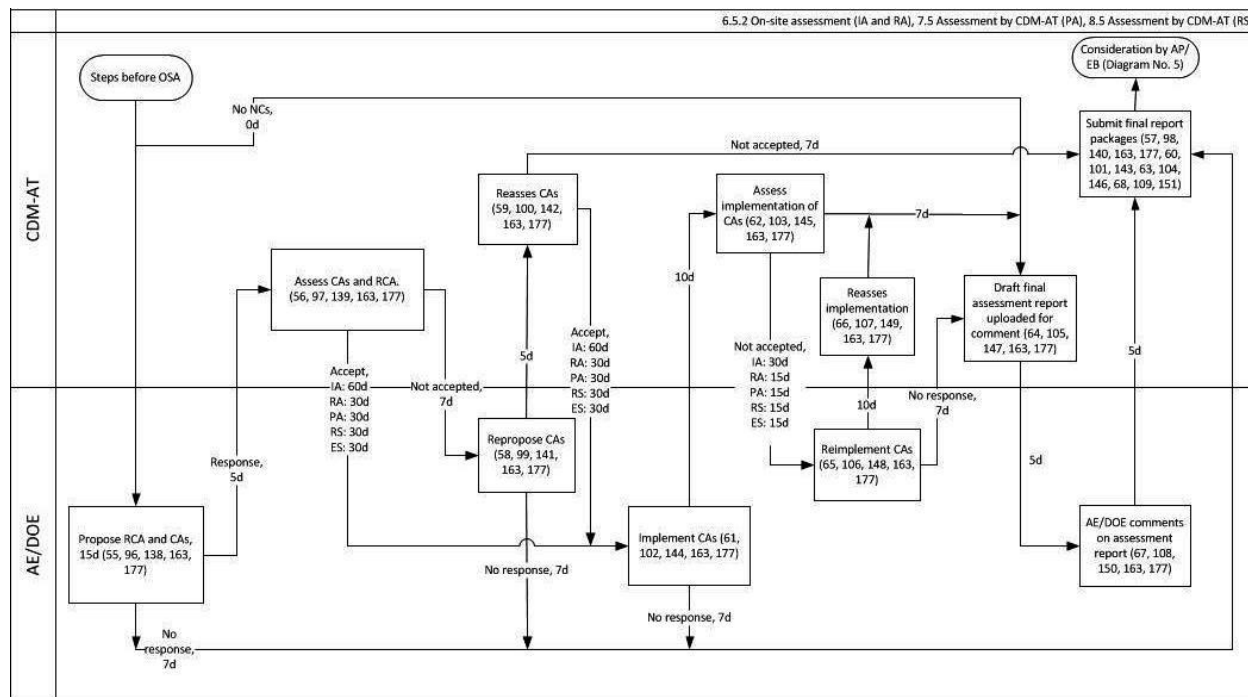 6.5.2 On-site assessment (IA and RA), 7.5 Assessment by CDM-AT (PA), 8.5 Assessment by CDM-AT (RS
CDM-AT
Steps before OSA
Consideration by AP/
EB (Diagram No. 5)
No NCs,
0d
Submit final report
packages (57, 98,
140, 163, 177, 60,
101, 143, 63, 104,
146, 68, 109, 151)
Not accepted, 7d
Reasses CAs
(59, 100, 142,
163, 177)
Assess
implementation of
CAs (62, 103, 145,
163, 177)
7d
Assess CAs and RCA.
(56, 97, 139, 163, 177)
10d
Reasses
implementation
(66, 107, 149,
163, 177)
Draft final
assessment report
uploaded for
comment (64, 105,
147, 163, 177)
Accept,
IA: 60d
RA: 30d
PA: 30d
RS: 30d
ES: 30d
Not accepted,
7d
5d
Accept,
IA: 60d
RA: 30d
PA: 30d
RS: 30d
ES: 30d
Not accepted,
IA: 30d
RA: 15d
PA: 15d
RS: 15d
ES: 15d
10d
No response,
7d
5d
AE/DOE
Response,
5d
Repropose CAs
(58, 99, 141,
163, 177)
Reimplement CAs
(65, 106, 148, 163,
177)
5d
Propose RCA and CAs,
15d (55, 96, 138, 163,
177)
Implement CAs (61,
102, 144, 163, 177)
AE/DOE comments
on assessment
report (67, 108,
150, 163, 177)
No response, 7d
No response, 7d
No
response,
7d